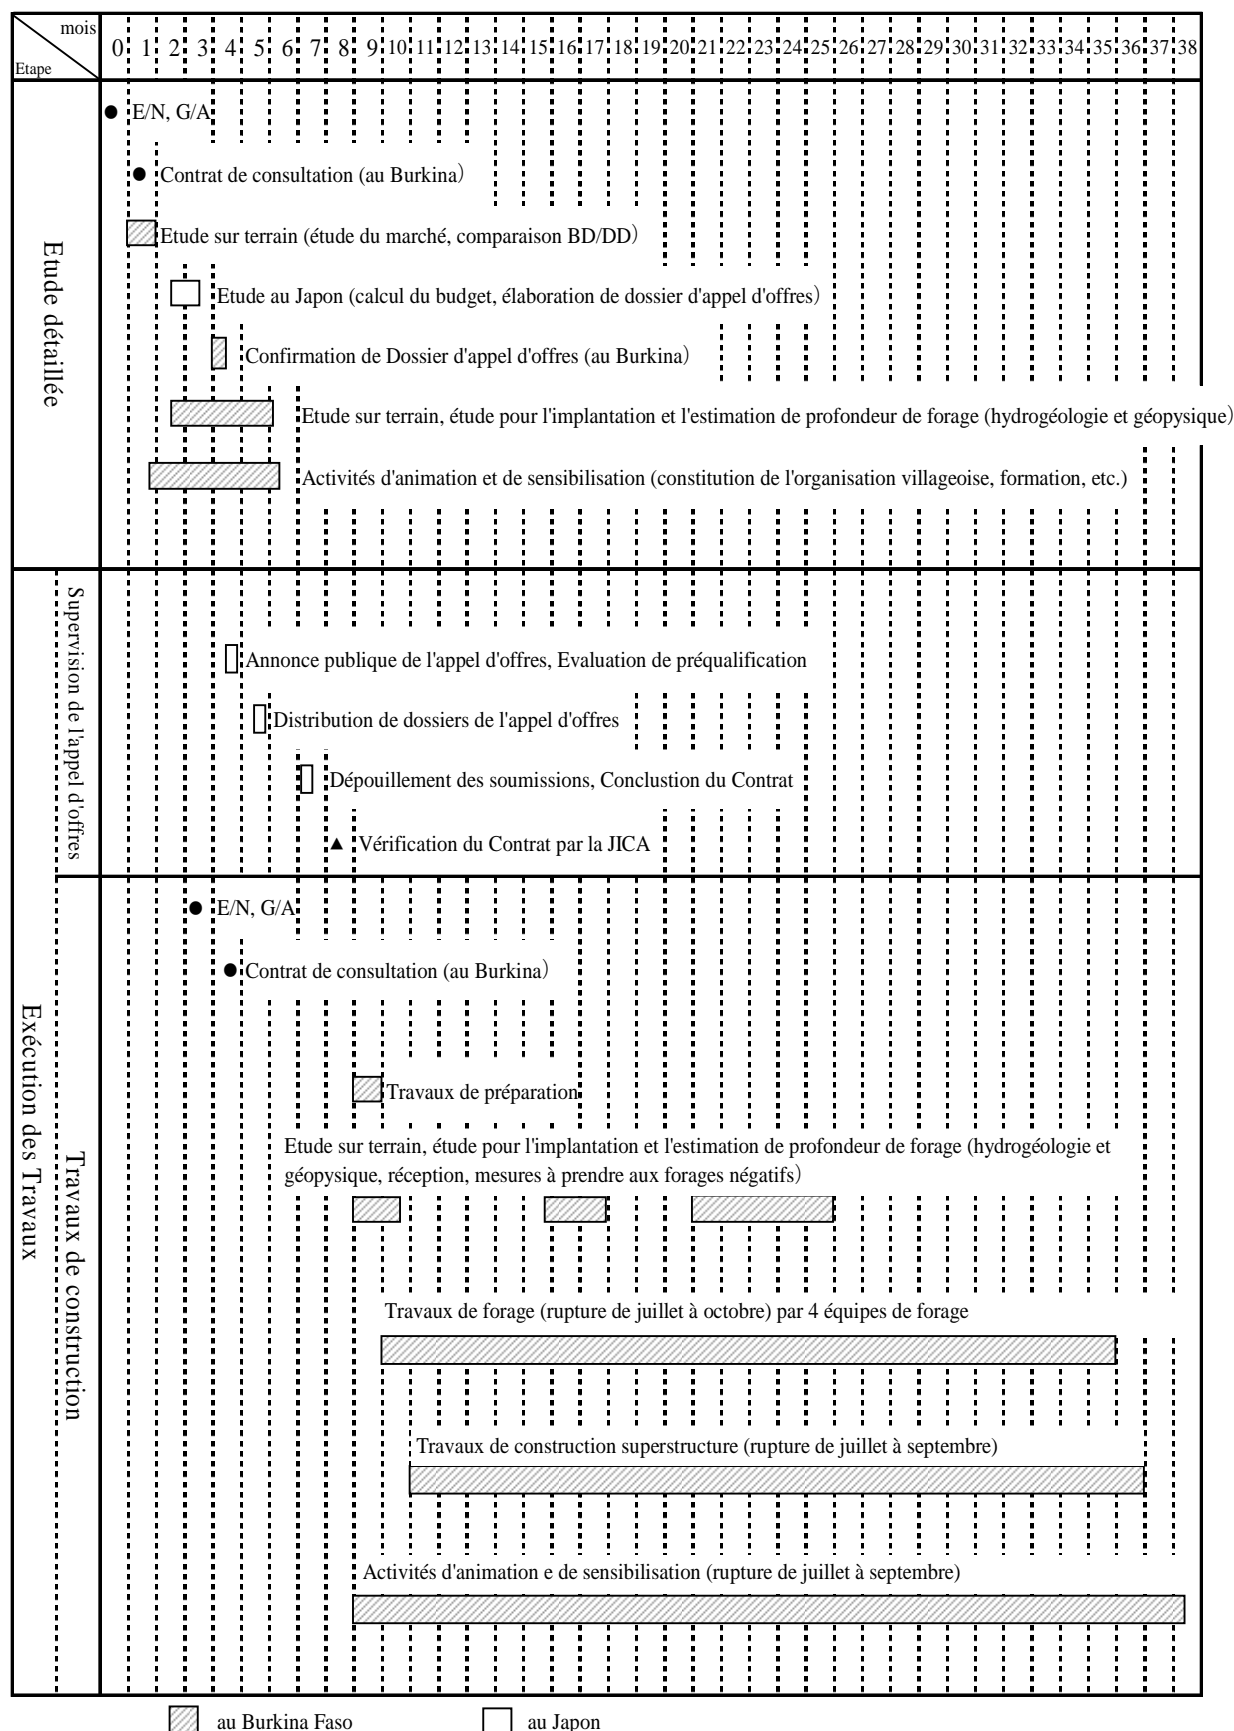 mois
Etape
0 1 2 3 4 5 6 7 8 9 10 11 12 13 14 15 16 17 18 19 20 21 22 23 24 25 26 27 28 29 30 31 32 33 34 35 36 37 38
Etude détaillée
E/N, G/A
Contrat de consultation (au Burkina)
Etude sur terrain (étude du marché, comparaison BD/DD)
Etude au Japon (calcul du budget, élaboration de dossier d'appel d'offres)
Confirmation de Dossier d'appel d'offres (au Burkina)
Etude sur terrain, étude pour l'implantation et l'estimation de profondeur de forage (hydrogéologie et géopysique)
Activités d'animation et de sensibilisation (constitution de l'organisation villageoise, formation, etc.)
Exécution des Travaux
Supervision de l'appel d'offres
Annonce publique de l'appel d'offres, Evaluation de préqualification
Distribution de dossiers de l'appel d'offres
Dépouillement des soumissions, Conclustion du Contrat
Vérification du Contrat par la JICA
Travaux de construction
E/N, G/A
Contrat de consultation (au Burkina)
Travaux de préparation
Etude sur terrain, étude pour l'implantation et l'estimation de profondeur de forage (hydrogéologie et
géopysique, réception, mesures à prendre aux forages négatifs)
Travaux de forage (rupture de juillet à octobre) par 4 équipes de forage
Travaux de construction superstructure (rupture de juillet à septembre)
Activités d'animation e de sensibilisation (rupture de juillet à septembre)
au Burkina Faso
au Japon